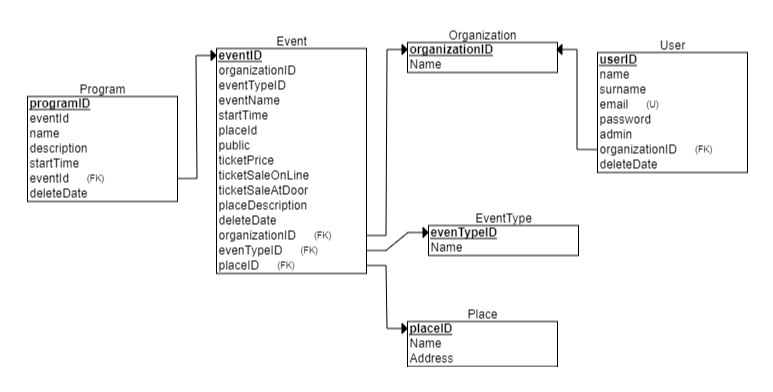 Program
programID
eventId
name
description
startTime
eventId (FK)
deleteDate
Event
eventID
organizationID
eventTypeID
eventName
startTime
placeId
public
ticketPrice
ticketSaleOnLine
ticketSaleAtDoor
placeDescription
deleteDate
organizationID (FK)
evenTypeID (FK)
placeID (FK)
Organization
organizationID
Name
User
userID
name
surname
email (U)
password
admin
organizationID (FK)
deleteDate
EventType
evenTypeID
Name
Place
placeID
Name
Address